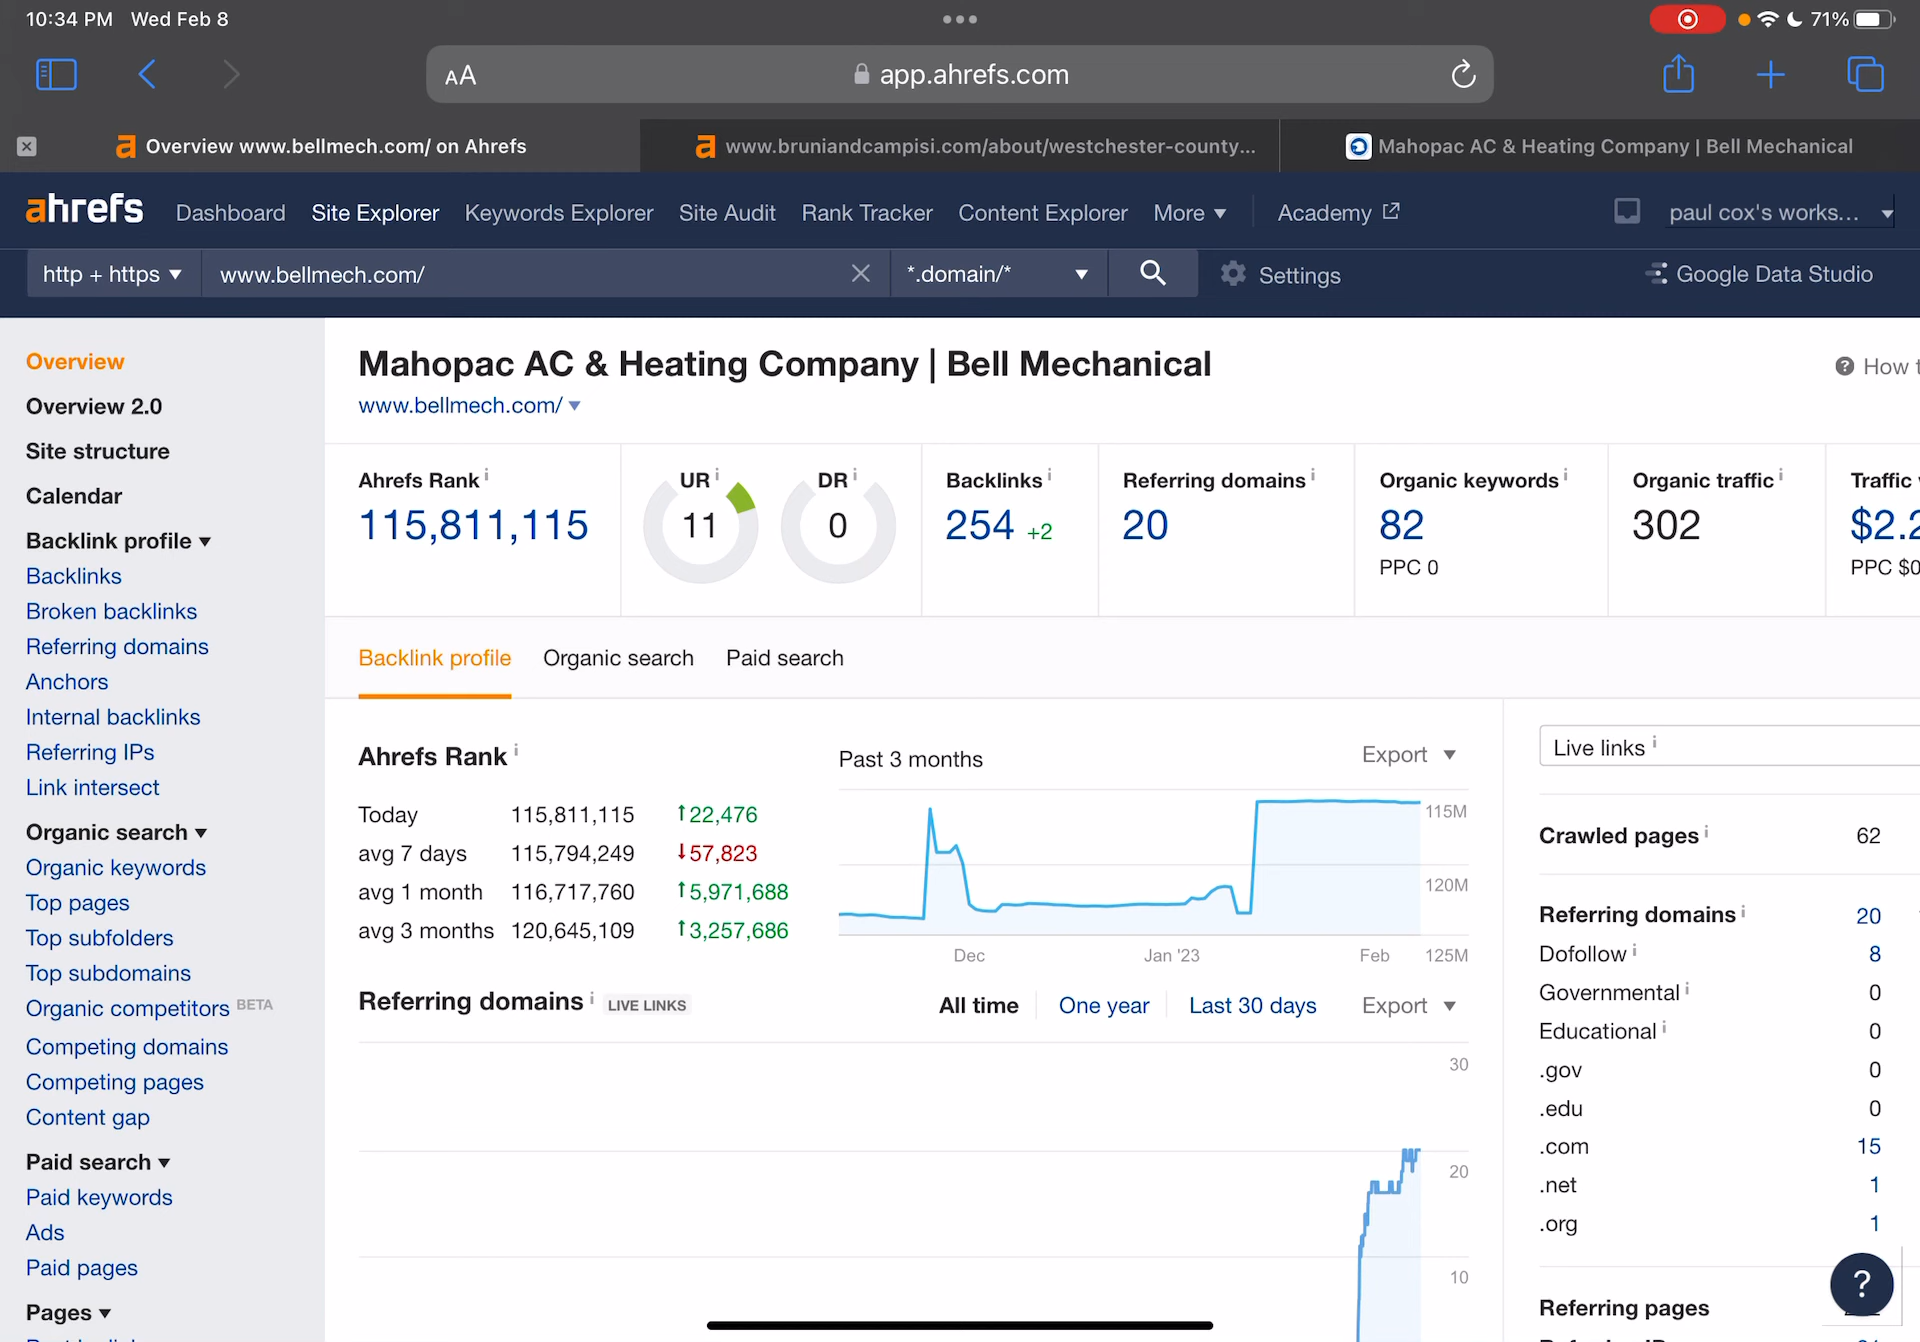 10:34 PM Wed Feb 8
71%
AA app.ahrefs.com
Overview www.bellmech.com/ on Ahrefs
www.bruniandcampisi.com/about/westchester-county...
Mahopac AC & Heating Company | Bell Mechanical
ahrefs Dashboard Site Explorer Keywords Explorer Site Audit Rank Tracker Content Explorer More Academy paul cox's works...
http + https www.bellmech.com/ *.domain/* Settings Google Data Studio
Overview
Overview 2.0
Site structure
Calendar
Backlink profile
Backlinks
Broken backlinks
Referring domains
Anchors
Internal backlinks
Referring IPs
Link intersect
Organic search
Organic keywords
Top pages
Top subfolders
Top subdomains
Organic competitors BETA
Competing domains
Competing pages
Content gap
Paid search
Paid keywords
Ads
Paid pages
Pages
Mahopac AC & Heating Company | Bell Mechanical
? How t
www.bellmech.com/
Ahrefs Rank i
115,811,115
UR i
11
DR i
0
Backlinks i
254 +2
Referring domains i
20
Organic keywords i
82
PPC 0
Organic traffic i
302
Traffic
$2.2
PPC $0
Backlink profile Organic search Paid search
Ahrefs Rank i
Past 3 months
Export
Today 115,811,115 ↑22,476
avg 7 days 115,794,249 ↓57,823
avg 1 month 116,717,760 ↑5,971,688
avg 3 months 120,645,109 ↑3,257,686
115M
120M
125M
Dec Jan '23 Feb
Referring domains i LIVE LINKS
All time One year Last 30 days Export
30
20
10
Live links i
Crawled pages i 62
Referring domains i 20
Dofollow i 8
Governmental i 0
Educational i 0
.gov 0
.edu 0
.com 15
.net 1
.org 1
Referring pages
?